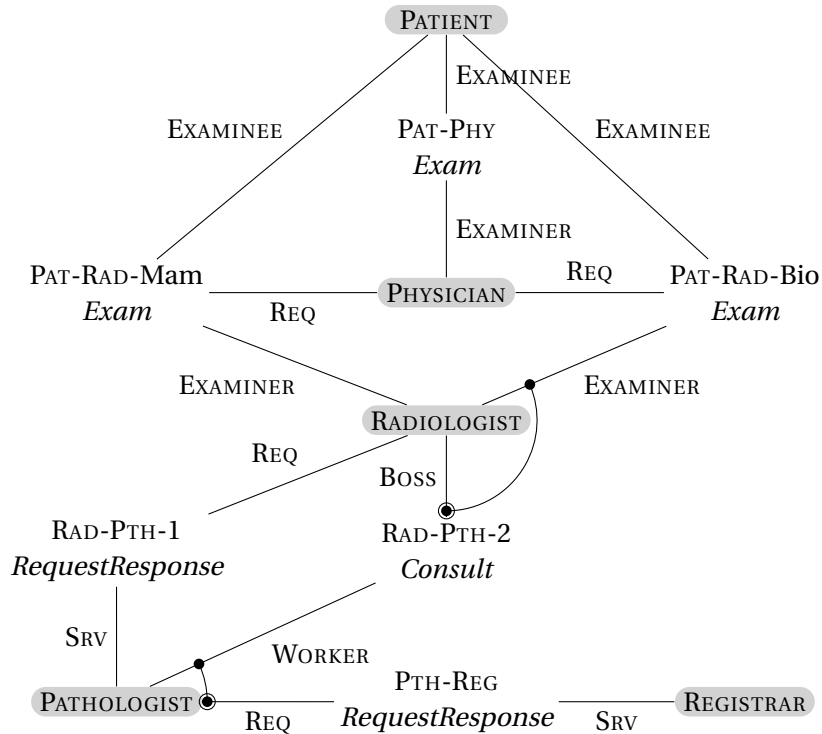 PATIENT
EXAMINEE
EXAMINEE
PAT-PHY
EXAMINEE
Exam
EXAMINER
PAT-RAD-MAM
Exam
REQ
PHYSICIAN
REQ
PAT-RAD-BIO
Exam
EXAMINER
EXAMINER
RADIOLOGIST
REQ
BOSS
RAD-PTH-1
RequestResponse
RAD-PTH-2
Consult
SRV
WORKER
PATHOLOGIST
REQ
PTH-REG
RequestResponse
SRV
REGISTRAR